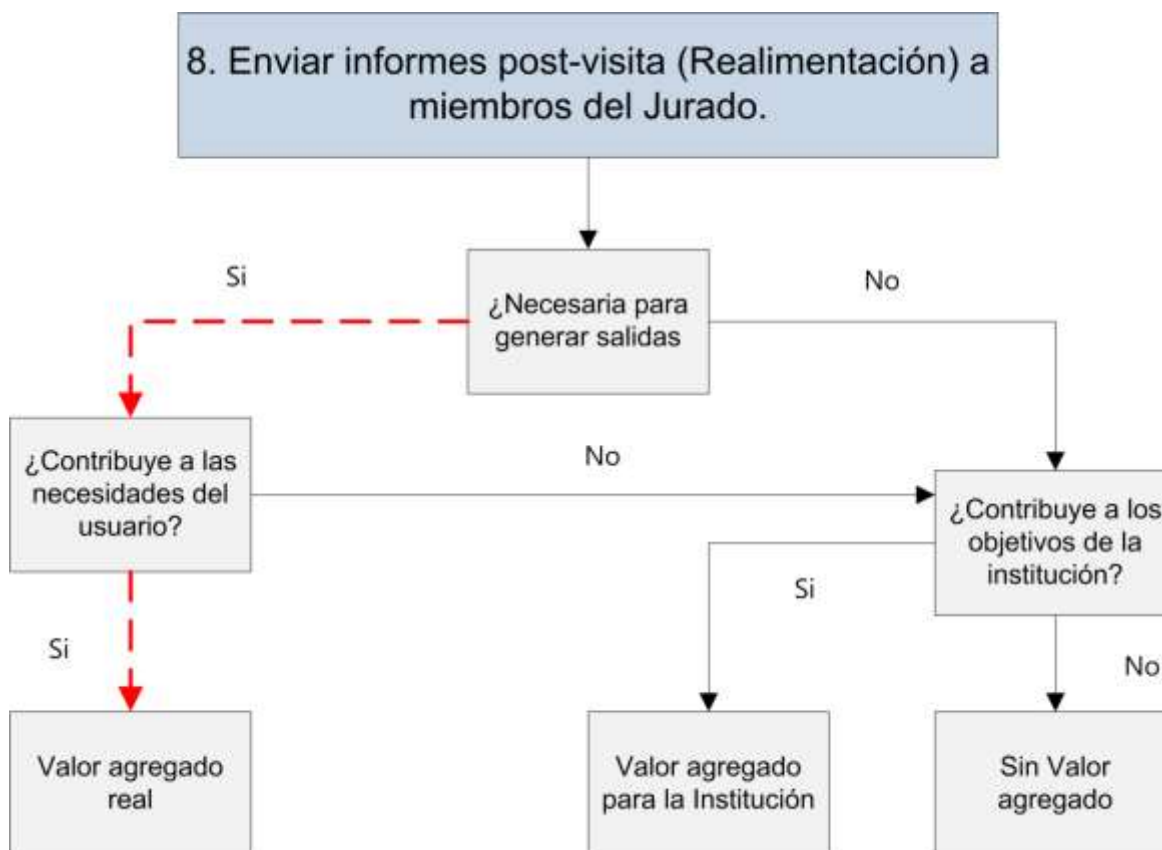 8. Enviar informes post-visita (Realimentación) a
miembros del Jurado.
Si
No
¿Necesaria para
generar salidas
¿Contribuye a las
necesidades del
usuario?
No
¿Contribuye a los
objetivos de la
institución?
Si
Si
No
Valor agregado
real
Valor agregado
para la Institución
Sin Valor
agregado